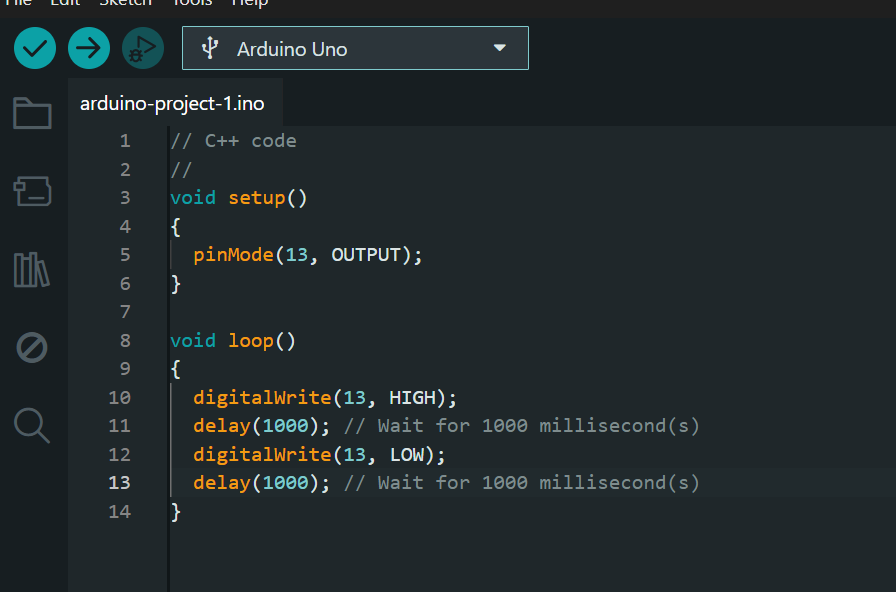 File Edit Sketch Tools Help
Arduino Uno
arduino-project-1.ino
1 // C++ code
2 //
3 void setup()
4 {
5   pinMode(13, OUTPUT);
6 }
7
8 void loop()
9 {
10   digitalWrite(13, HIGH);
11   delay(1000); // Wait for 1000 millisecond(s)
12   digitalWrite(13, LOW);
13   delay(1000); // Wait for 1000 millisecond(s)
14 }